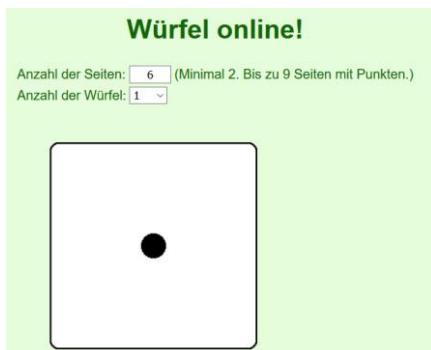 Würfel online!
Anzahl der Seiten: 6 (Minimal 2. Bis zu 9 Seiten mit Punkten.)
Anzahl der Würfel: 1